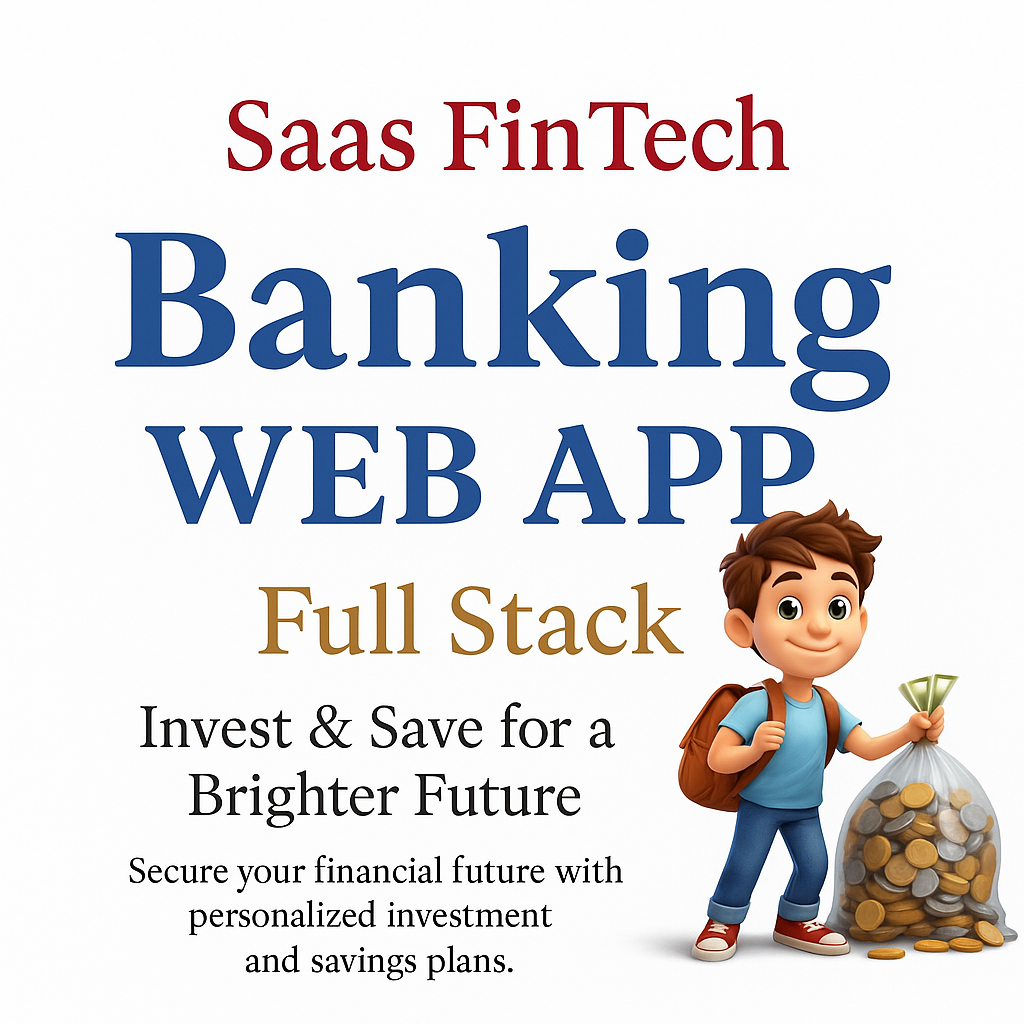 Saas FinTech
Banking
WEB APP
Full Stack
Invest & Save for a
Brighter Future
Secure your financial future with
personalized investment
and savings plans.